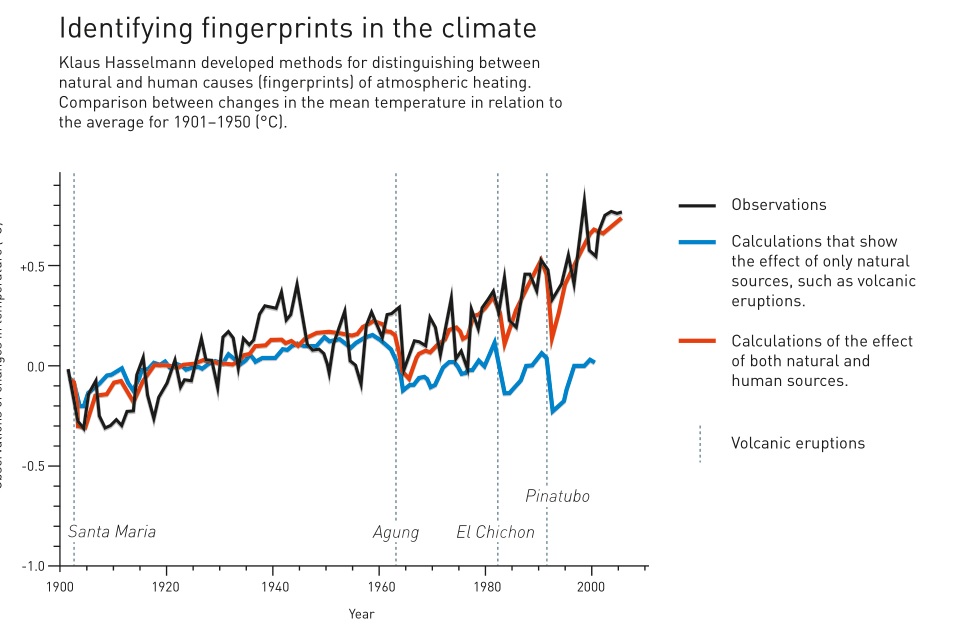 Identifying fingerprints in the climate
Klaus Hasselmann developed methods for distinguishing between
natural and human causes (fingerprints) of atmospheric heating.
Comparison between changes in the mean temperature in relation to
the average for 1901–1950 (°C).
+0.5
0.0
-0.5
-1.0
1900
1920
1940
1960
1980
2000
Year
Santa Maria
Agung
El Chichon
Pinatubo
Observations
Calculations that show
the effect of only natural
sources, such as volcanic
eruptions.
Calculations of the effect
of both natural and
human sources.
Volcanic eruptions